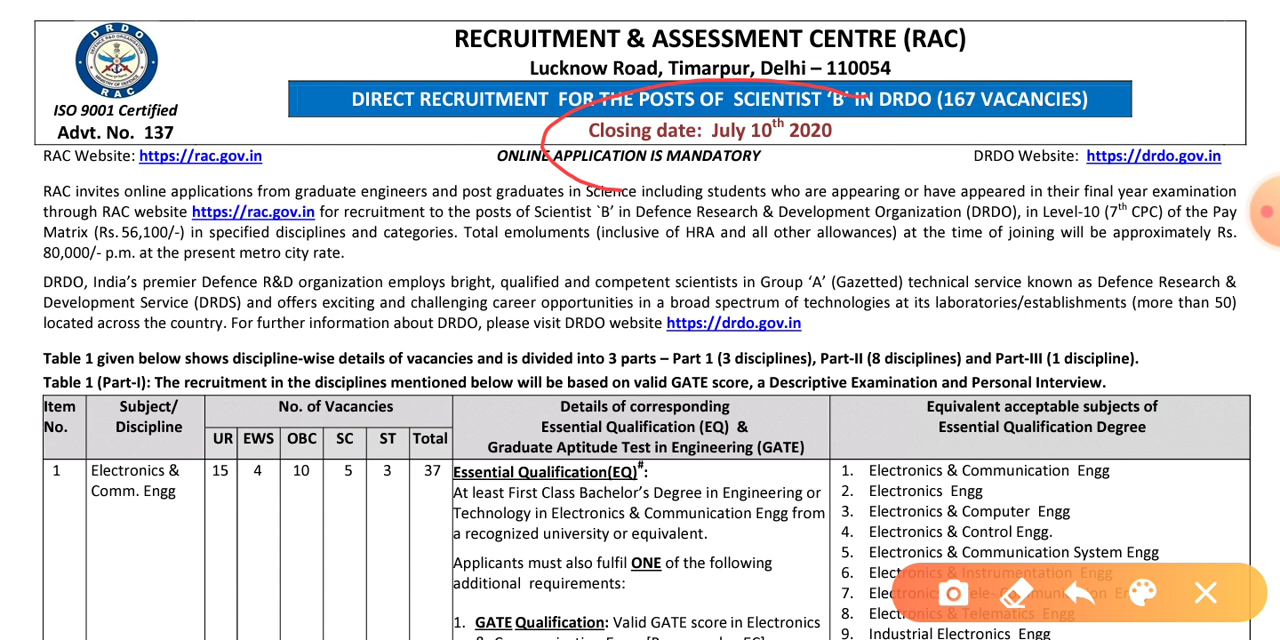 DRDO
RAC
ISO 9001 Certified
Advt. No. 137
RECRUITMENT & ASSESSMENT CENTRE (RAC)
Lucknow Road, Timarpur, Delhi – 110054
DIRECT RECRUITMENT FOR THE POSTS OF SCIENTIST ‘B’ IN DRDO (167 VACANCIES)
Closing date: July 10th 2020
RAC Website: https://rac.gov.in ONLINE APPLICATION IS MANDATORY DRDO Website: https://drdo.gov.in
RAC invites online applications from graduate engineers and post graduates in Science including students who are appearing or have appeared in their final year examination
through RAC website https://rac.gov.in for recruitment to the posts of Scientist `B’ in Defence Research & Development Organization (DRDO), in Level-10 (7th CPC) of the Pay
Matrix (Rs. 56,100/-) in specified disciplines and categories. Total emoluments (inclusive of HRA and all other allowances) at the time of joining will be approximately Rs.
80,000/- p.m. at the present metro city rate.
DRDO, India’s premier Defence R&D organization employs bright, qualified and competent scientists in Group ‘A’ (Gazetted) technical service known as Defence Research &
Development Service (DRDS) and offers exciting and challenging career opportunities in a broad spectrum of technologies at its laboratories/establishments (more than 50)
located across the country. For further information about DRDO, please visit DRDO website https://drdo.gov.in
Table 1 given below shows discipline-wise details of vacancies and is divided into 3 parts – Part 1 (3 disciplines), Part-II (8 disciplines) and Part-III (1 discipline).
Table 1 (Part-I): The recruitment in the disciplines mentioned below will be based on valid GATE score, a Descriptive Examination and Personal Interview.
Item No.
Subject/ Discipline
No. of Vacancies
UR EWS OBC SC ST Total
Details of corresponding
Essential Qualification (EQ) &
Graduate Aptitude Test in Engineering (GATE)
Equivalent acceptable subjects of
Essential Qualification Degree
1
Electronics &
Comm. Engg
15 4 10 5 3 37
Essential Qualification(EQ)#:
At least First Class Bachelor’s Degree in Engineering or
Technology in Electronics & Communication Engg from
a recognized university or equivalent.
Applicants must also fulfil ONE of the following
additional requirements:
1. GATE Qualification: Valid GATE score in Electronics
1. Electronics & Communication Engg
2. Electronics Engg
3. Electronics & Computer Engg
4. Electronics & Control Engg.
5. Electronics & Communication System Engg
6. Electronics & Instrumentation Engg
7. Electronics
8. Electronics & Telematics Engg
9. Industrial Electronics Engg